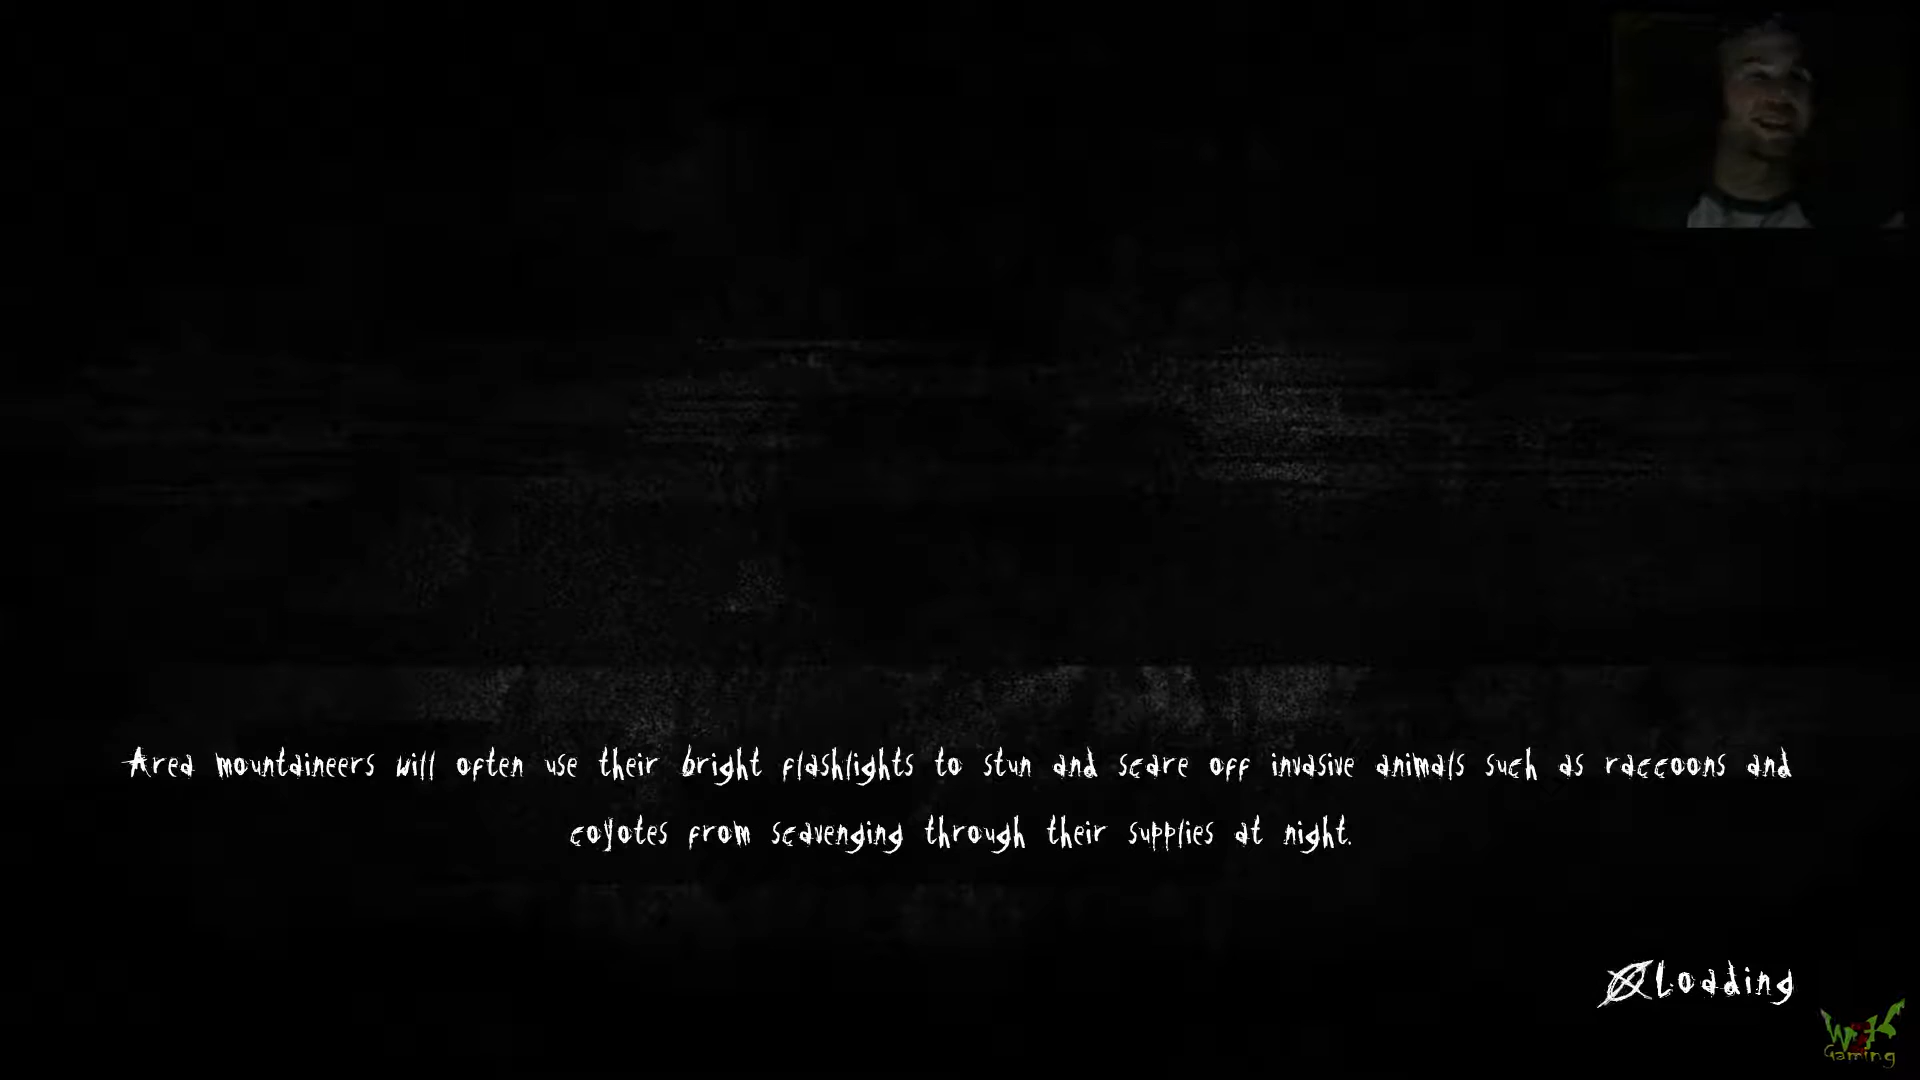 Area mountaineers will often use their bright flashlights to stun and scare off invasive animals such as raccoons and
coyotes from scavenging through their supplies at night.
Loading
Gaming